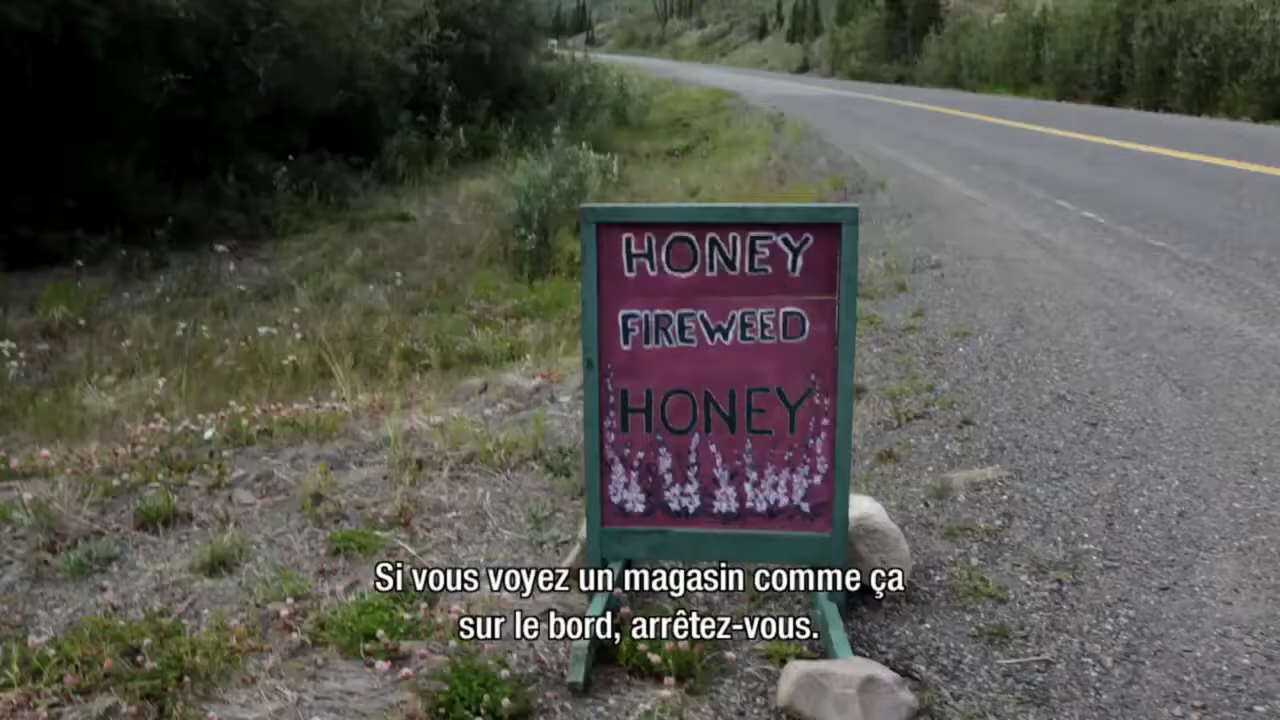 HONEY
FIREWEED
HONEY
Si vous voyez un magasin comme ça
sur le bord, arrêtez-vous.